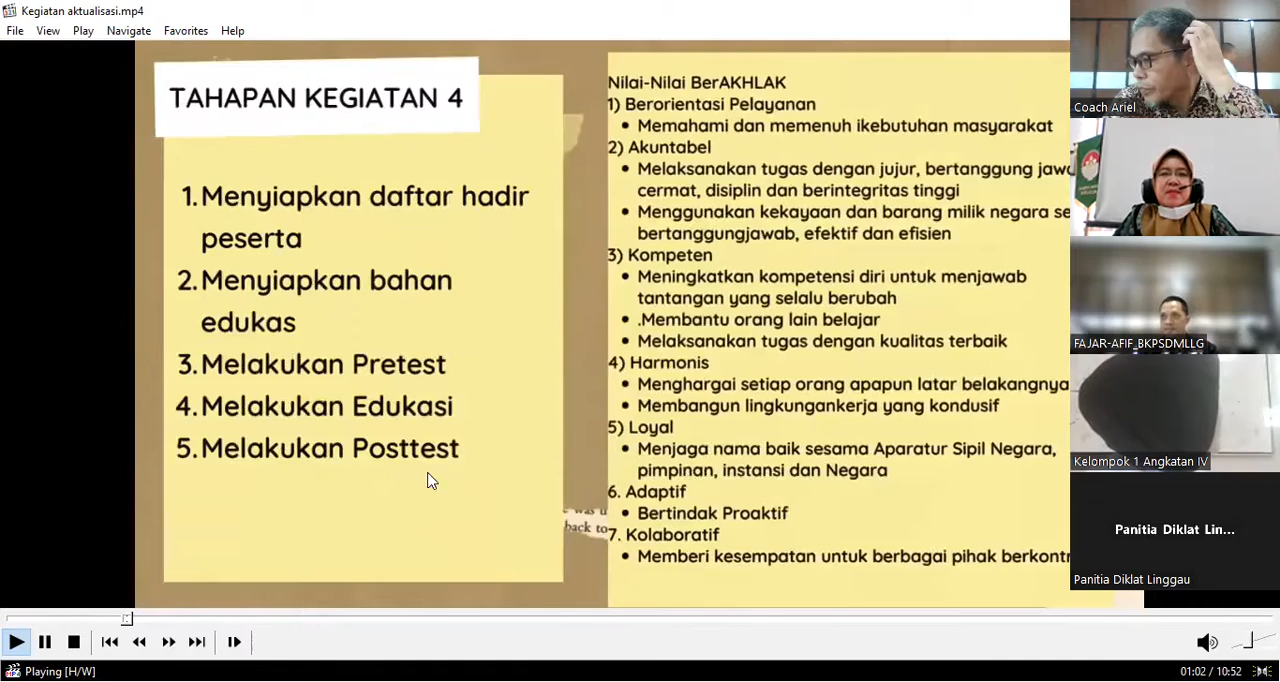 Kegiatan aktualisasi.mp4
File View Play Navigate Favorites Help
TAHAPAN KEGIATAN 4
1.Menyiapkan daftar hadir
peserta
2.Menyiapkan bahan
edukas
3.Melakukan Pretest
4.Melakukan Edukasi
5.Melakukan Posttest
back to
Nilai-Nilai BerAKHLAK
1) Berorientasi Pelayanan
• Memahami dan memenuh ikebutuhan masyarakat
2) Akuntabel
• Melaksanakan tugas dengan jujur, bertanggung jawa
cermat, disiplin dan berintegritas tinggi
• Menggunakan kekayaan dan barang milik negara se
bertanggungjawab, efektif dan efisien
3) Kompeten
• Meningkatkan kompetensi diri untuk menjawab
tantangan yang selalu berubah
• .Membantu orang lain belajar
• Melaksanakan tugas dengan kualitas terbaik
4) Harmonis
• Menghargai setiap orang apapun latar belakangnya
• Membangun lingkungankerja yang kondusif
5) Loyal
• Menjaga nama baik sesama Aparatur Sipil Negara,
pimpinan, instansi dan Negara
6. Adaptif
• Bertindak Proaktif
7. Kolaboratif
• Memberi kesempatan untuk berbagai pihak berkont
Coach Ariel
FAJAR-AFIF_BKPSDMLLG
Kelompok 1 Angkatan IV
Panitia Diklat Lin...
Panitia Diklat Linggau
Playing [H/W]
01:02 / 10:52